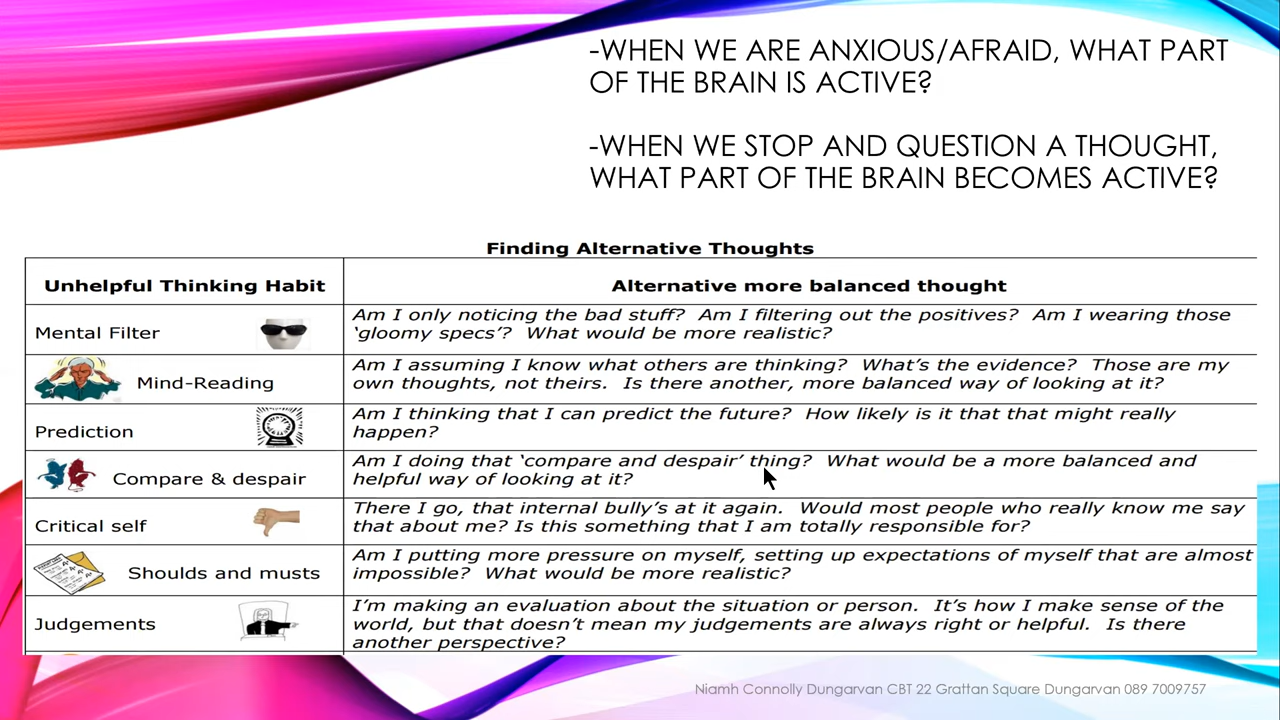 -WHEN WE ARE ANXIOUS/AFRAID, WHAT PART
OF THE BRAIN IS ACTIVE?
-WHEN WE STOP AND QUESTION A THOUGHT,
WHAT PART OF THE BRAIN BECOMES ACTIVE?
Finding Alternative Thoughts
Unhelpful Thinking Habit
Alternative more balanced thought
Mental Filter
Am I only noticing the bad stuff? Am I filtering out the positives? Am I wearing those
‘gloomy specs’? What would be more realistic?
Mind-Reading
Am I assuming I know what others are thinking? What’s the evidence? Those are my
own thoughts, not theirs. Is there another, more balanced way of looking at it?
Prediction
Am I thinking that I can predict the future? How likely is it that that might really
happen?
Compare & despair
Am I doing that ‘compare and despair’ thing? What would be a more balanced and
helpful way of looking at it?
Critical self
There I go, that internal bully’s at it again. Would most people who really know me say
that about me? Is this something that I am totally responsible for?
Shoulds and musts
Am I putting more pressure on myself, setting up expectations of myself that are almost
impossible? What would be more realistic?
Judgements
I’m making an evaluation about the situation or person. It’s how I make sense of the
world, but that doesn’t mean my judgements are always right or helpful. Is there
another perspective?
Niamh Connolly Dungarvan CBT 22 Grattan Square Dungarvan 089 7009757